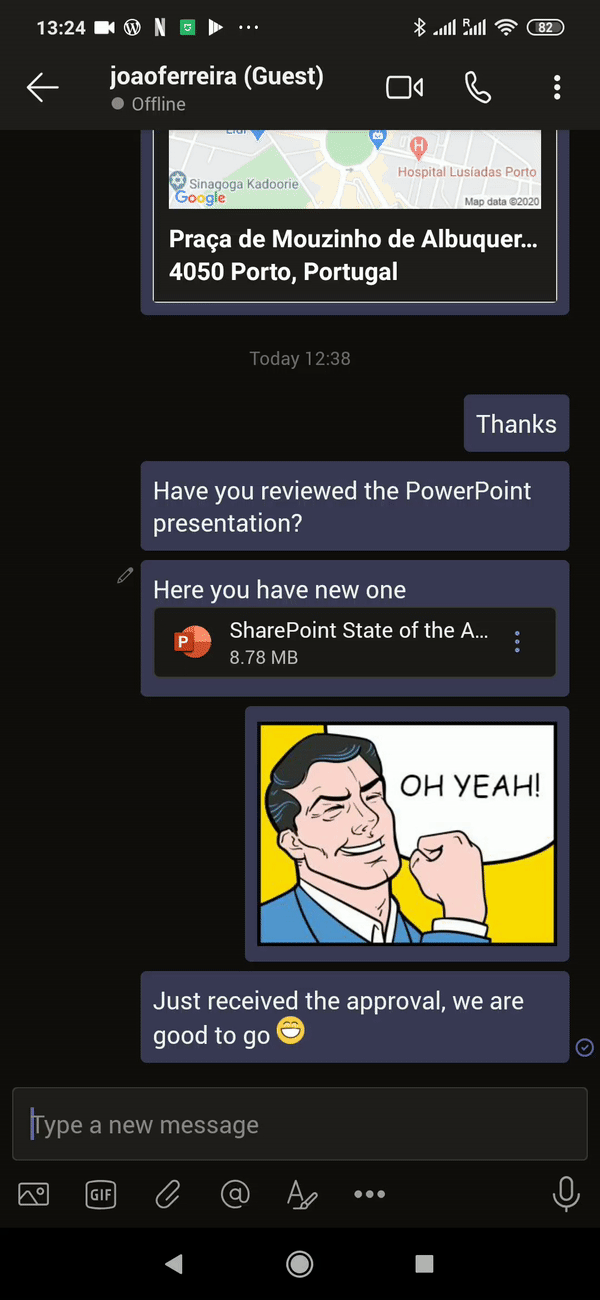 13:24
82
joaoferreira (Guest)
Offline
Lidl
Hospital Lusíadas Porto
Sinagoga Kadoorie
Google
Map data ©2020
Praça de Mouzinho de Albuquer...
4050 Porto, Portugal
Today 12:38
Thanks
Have you reviewed the PowerPoint
presentation?
Here you have new one
P
SharePoint State of the A...
8.78 MB
OH YEAH!
Just received the approval, we are
good to go
Type a new message
GIF